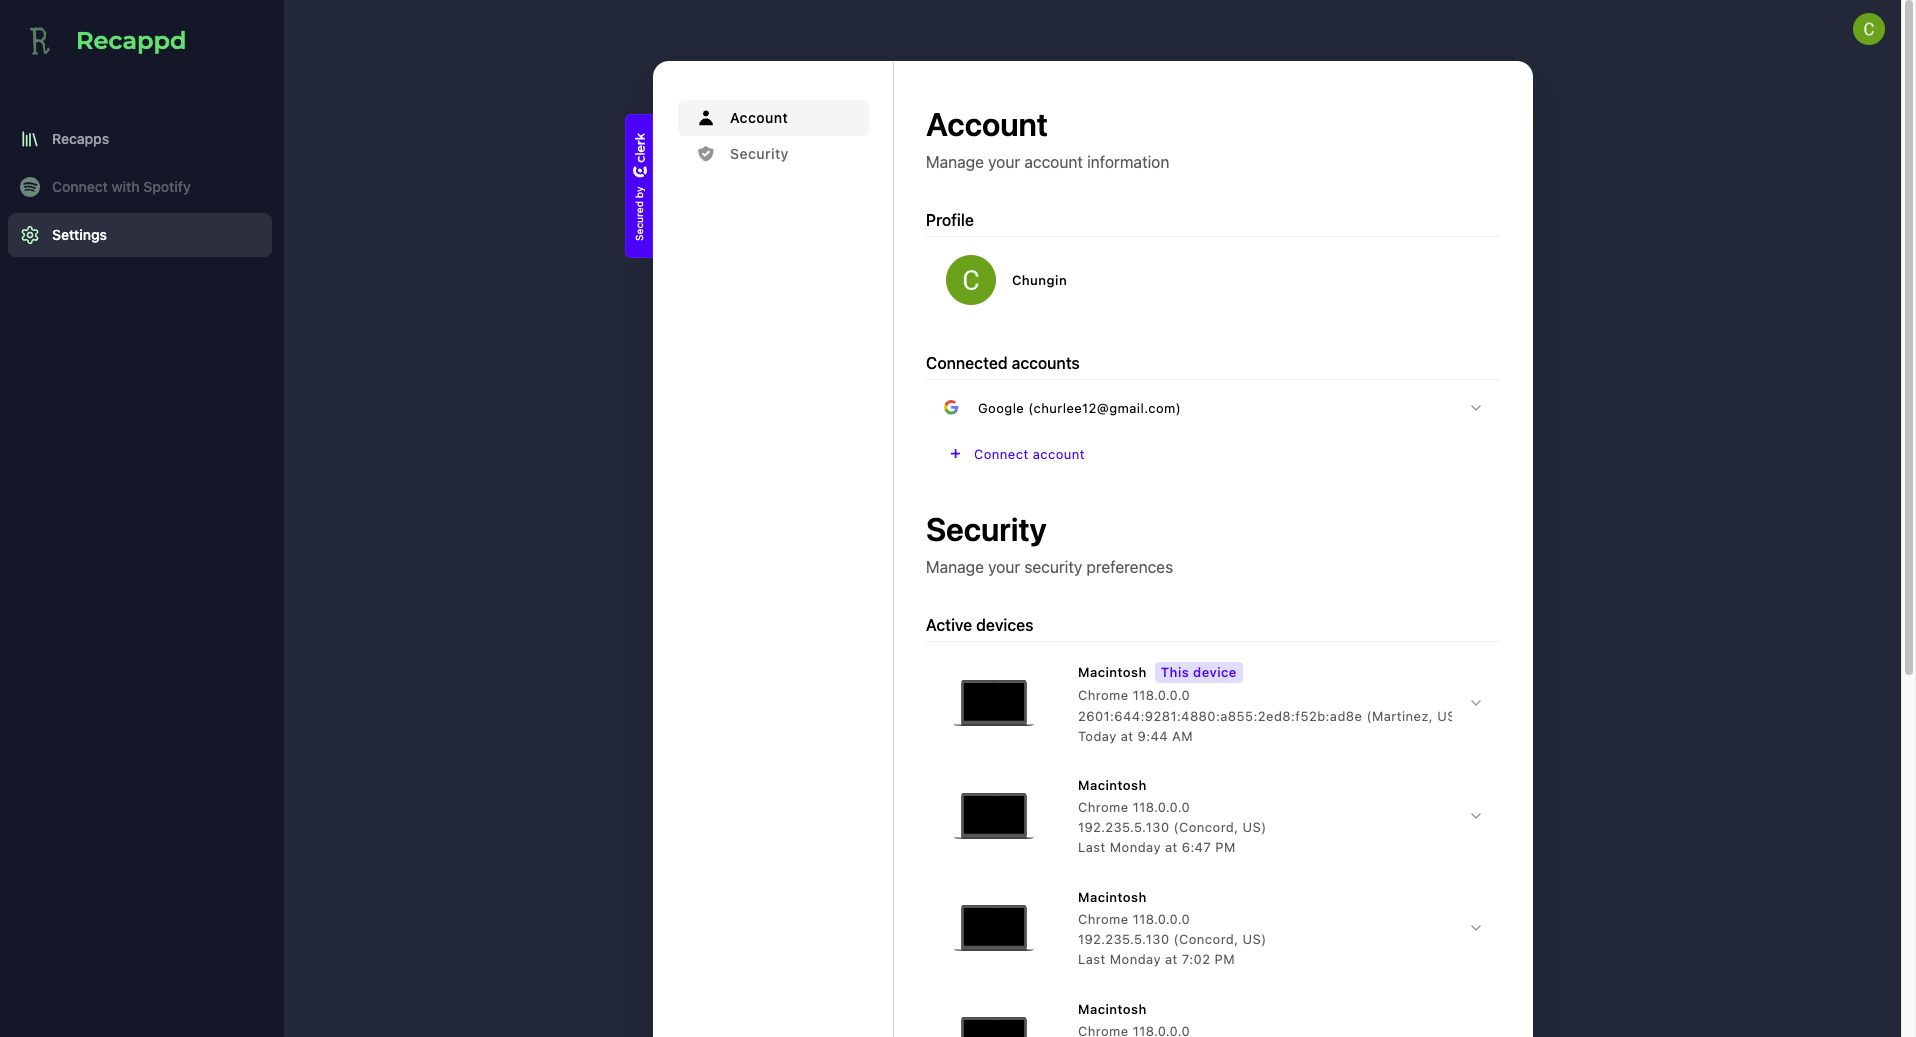 R Recappd
C
Recapps
Connect with Spotify
Settings
Secured by clerk
Account
Security
Account
Manage your account information
Profile
C Chungin
Connected accounts
Google (churlee12@gmail.com)
+ Connect account
Security
Manage your security preferences
Active devices
Macintosh This device
Chrome 118.0.0.0
2601:644:9281:4880:a855:2ed8:f52b:ad8e (Martinez, US
Today at 9:44 AM
Macintosh
Chrome 118.0.0.0
192.235.5.130 (Concord, US)
Last Monday at 6:47 PM
Macintosh
Chrome 118.0.0.0
192.235.5.130 (Concord, US)
Last Monday at 7:02 PM
Macintosh
Chrome 118.0.0.0